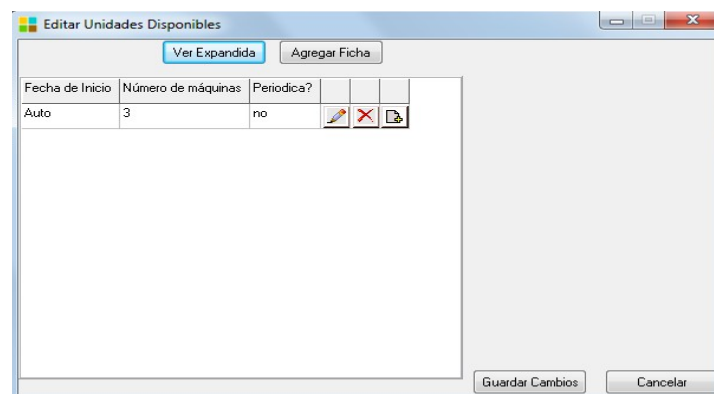 Editar Unidades Disponibles
Ver Expandida Agregar Ficha
Fecha de Inicio Número de máquinas Periodica?
Auto 3 no
Guardar Cambios Cancelar